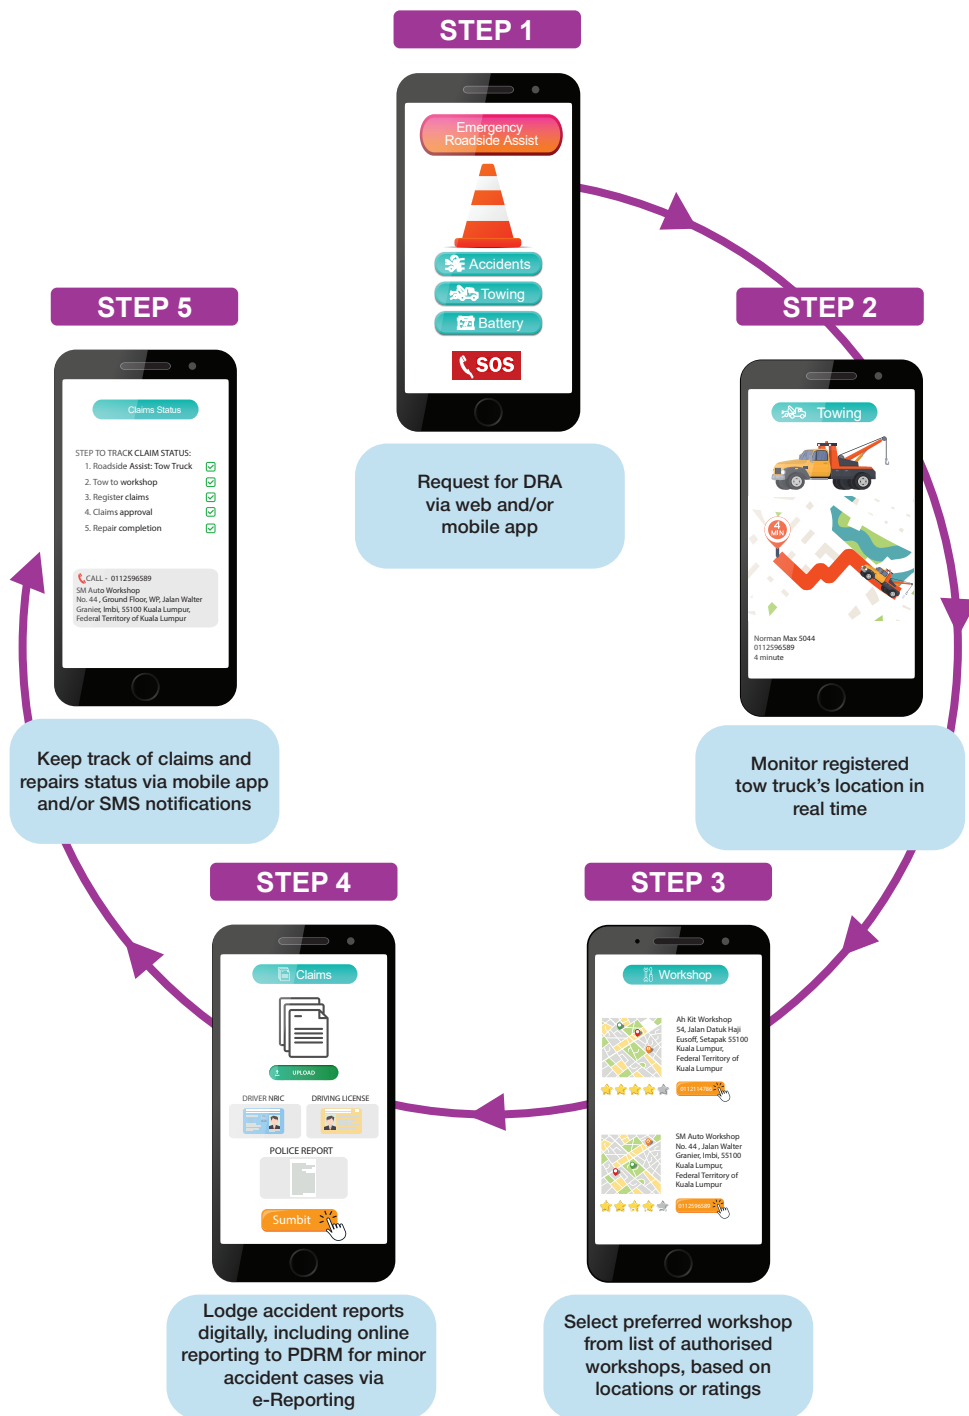 STEP 1
Emergency
Roadside Assist
Accidents
Towing
Battery
SOS
Request for DRA
via web and/or
mobile app
STEP 2
Towing
4
MIN
Norman Max 5044
0112596589
4 minute
Monitor registered
tow truck's location in
real time
STEP 3
Workshop
Ah Kit Workshop
54, Jalan Datuk Haji
Eusoff, Setapak 55100
Kuala Lumpur,
Federal Territory of
Kuala Lumpur
0112114786
SM Auto Workshop
No. 44 , Jalan Walter
Granier, Imbi, 55100
Kuala Lumpur,
Federal Territory of
Kuala Lumpur
0112596589
Select preferred workshop
from list of authorised
workshops, based on
locations or ratings
STEP 4
Claims
UPLOAD
DRIVER NRIC
DRIVING LICENSE
POLICE REPORT
Sumbit
Lodge accident reports
digitally, including online
reporting to PDRM for minor
accident cases via
e-Reporting
STEP 5
Claims Status
STEP TO TRACK CLAIM STATUS:
1. Roadside Assist: Tow Truck
2. Tow to workshop
3. Register claims
4. Claims approval
5. Repair completion
CALL - 0112596589
SM Auto Workshop
No. 44 , Ground Floor, WP, Jalan Walter
Granier, Imbi, 55100 Kuala Lumpur,
Federal Territory of Kuala Lumpur
Keep track of claims and
repairs status via mobile app
and/or SMS notifications